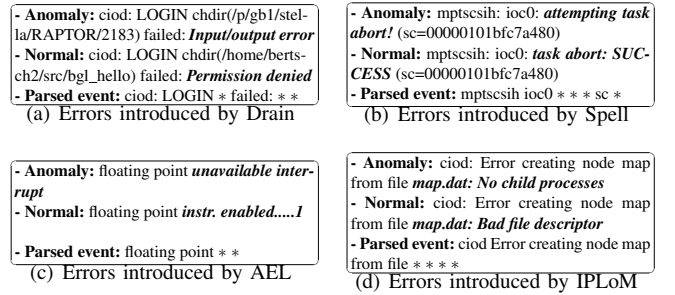 - Anomaly: ciod: LOGIN chdir(/p/gb1/stel-
la/RAPTOR/2183) failed: Input/output error
- Normal: ciod: LOGIN chdir(/home/berts-
ch2/src/bgl_hello) failed: Permission denied
- Parsed event: ciod: LOGIN * failed: * *
(a) Errors introduced by Drain
- Anomaly: mptscsih: ioc0: attempting task
abort! (sc=00000101bfc7a480)
- Normal: mptscsih: ioc0: task abort: SUC-
CESS (sc=00000101bfc7a480)
- Parsed event: mptscsih ioc0 * * * sc *
(b) Errors introduced by Spell
- Anomaly: floating point unavailable inter-
rupt
- Normal: floating point instr. enabled.....1
- Parsed event: floating point * *
(c) Errors introduced by AEL
- Anomaly: ciod: Error creating node map
from file map.dat: No child processes
- Normal: ciod: Error creating node map
from file map.dat: Bad file descriptor
- Parsed event: ciod Error creating node map
from file * * * *
(d) Errors introduced by IPLoM